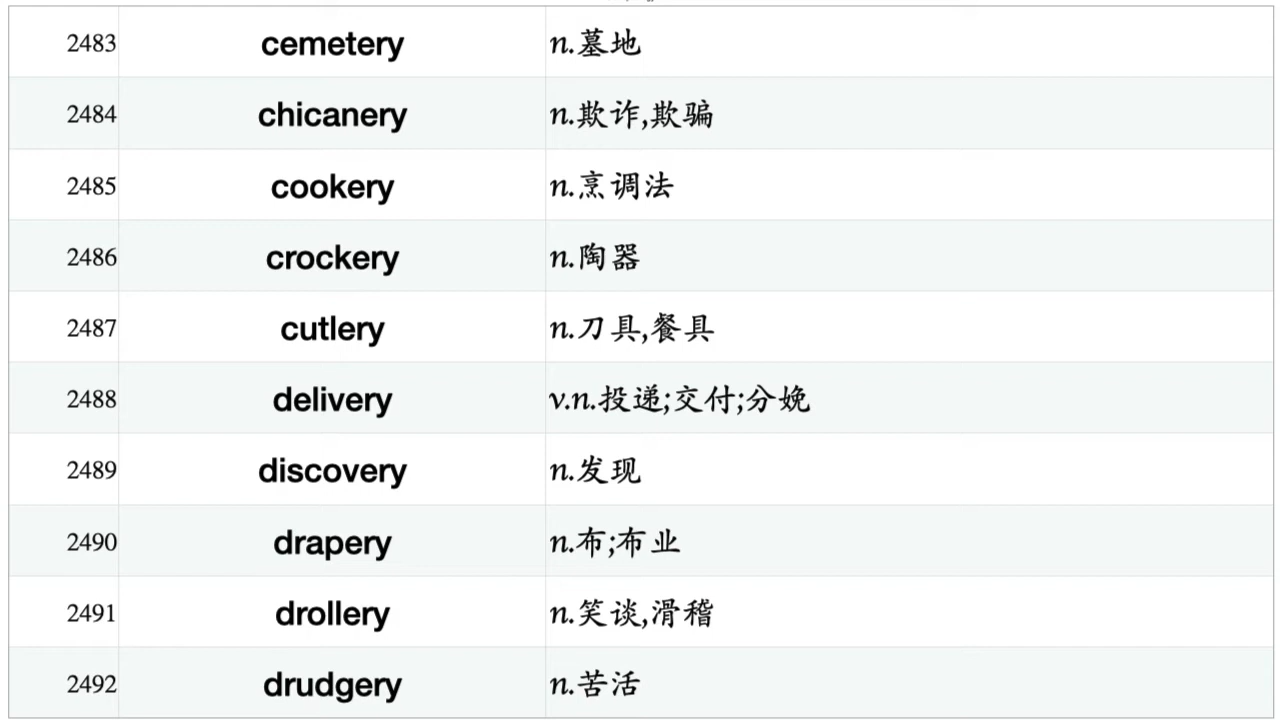 2483 cemetery n.墓地
2484 chicanery n.欺诈,欺骗
2485 cookery n.烹调法
2486 crockery n.陶器
2487 cutlery n.刀具,餐具
2488 delivery v.n.投递;交付;分娩
2489 discovery n.发现
2490 drapery n.布;布业
2491 drollery n.笑谈,滑稽
2492 drudgery n.苦活